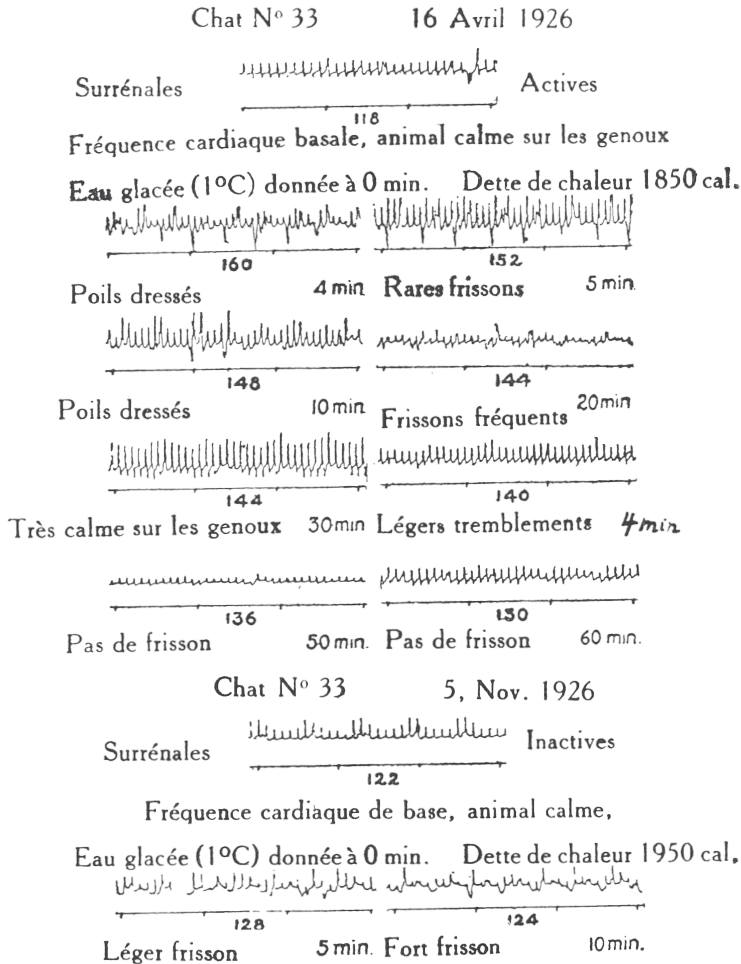 Chat Nº 33 16 Avril 1926
Surrénales Actives
118
Fréquence cardiaque basale, animal calme sur les genoux
Eau glacée (1ºC) donnée à 0 min. Dette de chaleur 1850 cal.
160 152
Poils dressés 4 min Rares frissons 5 min.
148 144
Poils dressés 10 min Frissons fréquents 20 min
144 140
Très calme sur les genoux 30 min Légers tremblements 4 min
136 130
Pas de frisson 50 min. Pas de frisson 60 min.
Chat Nº 33 5, Nov. 1926
Surrénales Inactives
122
Fréquence cardiaque de base, animal calme,
Eau glacée (1ºC) donnée à 0 min. Dette de chaleur 1950 cal.
128 124
Léger frisson 5 min. Fort frisson 10 min.